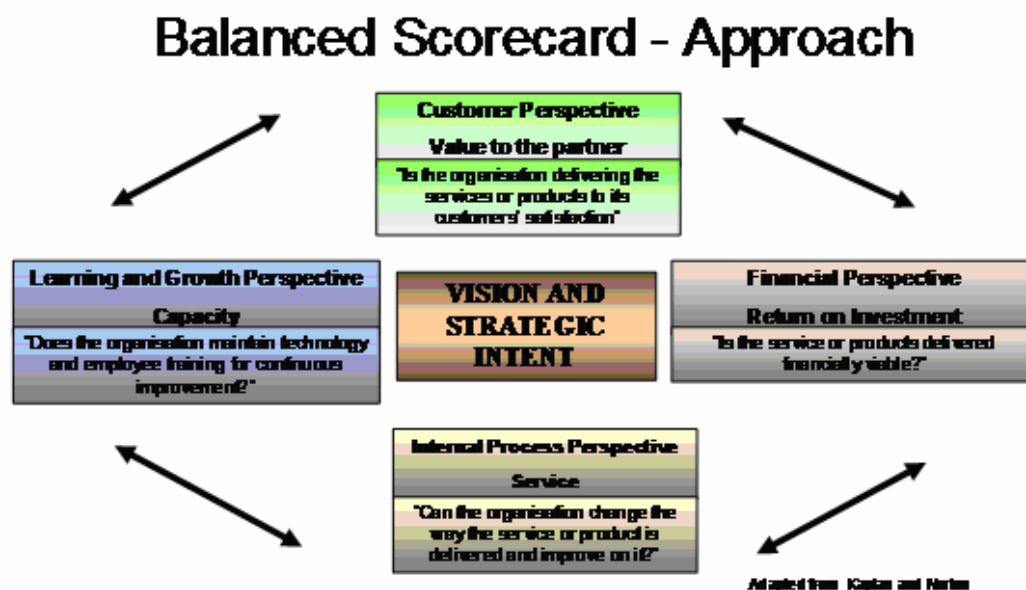 Balanced Scorecard - Approach
Customer Perspective
Value to the partner
"Is the organisation delivering the
services or products to its
customers' satisfaction"
Learning and Growth Perspective
Capacity
"Does the organisation maintain technology
and employee training for continuous
improvement?"
VISION AND
STRATEGIC
INTENT
Financial Perspective
Return on Investment
"Is the service or products delivered
financially viable?"
Internal Process Perspective
Service
"Can the organisation change the
way the service or product is
delivered and improve on it?"
Adapted from Kaplan and Norton